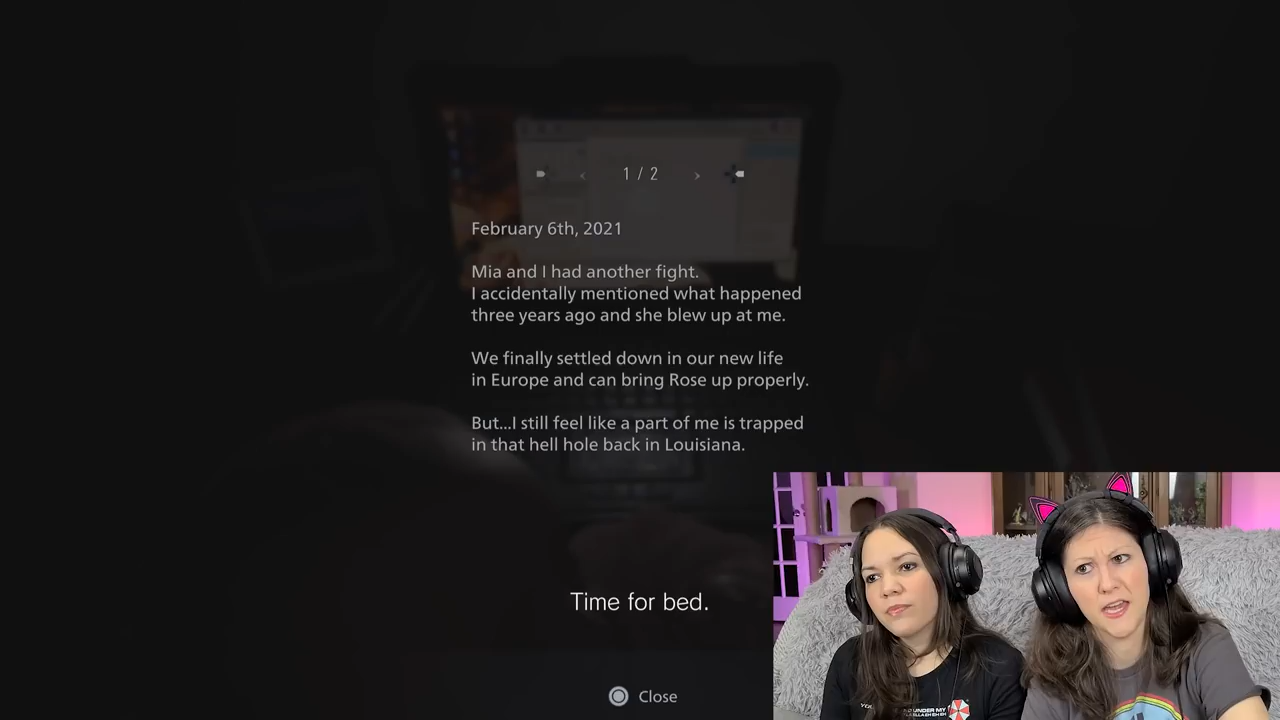 1 / 2
February 6th, 2021
Mia and I had another fight.
I accidentally mentioned what happened
three years ago and she blew up at me.
We finally settled down in our new life
in Europe and can bring Rose up properly.
But...I still feel like a part of me is trapped
in that hell hole back in Louisiana.
Time for bed.
Close
UNDER MY